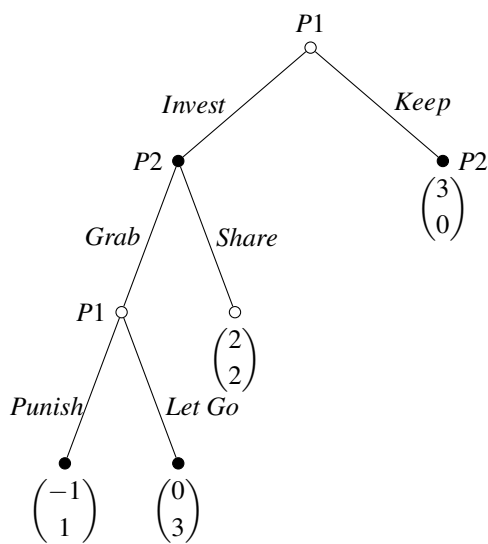 P1
Invest Keep
P2 P2
(3
0)
Grab Share
P1
(2
2)
Punish Let Go
(−1
1) (0
3)